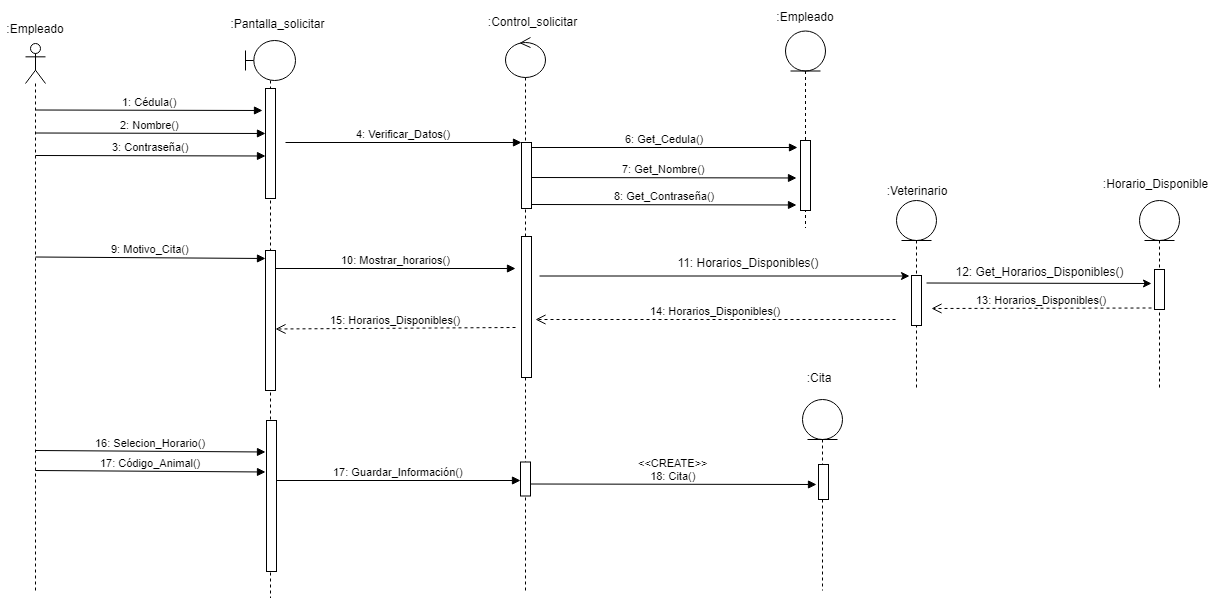 :Empleado
:Pantalla_solicitar
:Control_solicitar
:Empleado
1: Cédula()
2: Nombre()
3: Contraseña()
4: Verificar_Datos()
6: Get_Cedula()
7: Get_Nombre()
8: Get_Contraseña()
:Veterinario
:Horario_Disponible
9: Motivo_Cita()
10: Mostrar_horarios()
11: Horarios_Disponibles()
12: Get_Horarios_Disponibles()
13: Horarios_Disponibles()
14: Horarios_Disponibles()
15: Horarios_Disponibles()
:Cita
16: Selecion_Horario()
17: Código_Animal()
17: Guardar_Información()
<<CREATE>>
18: Cita()